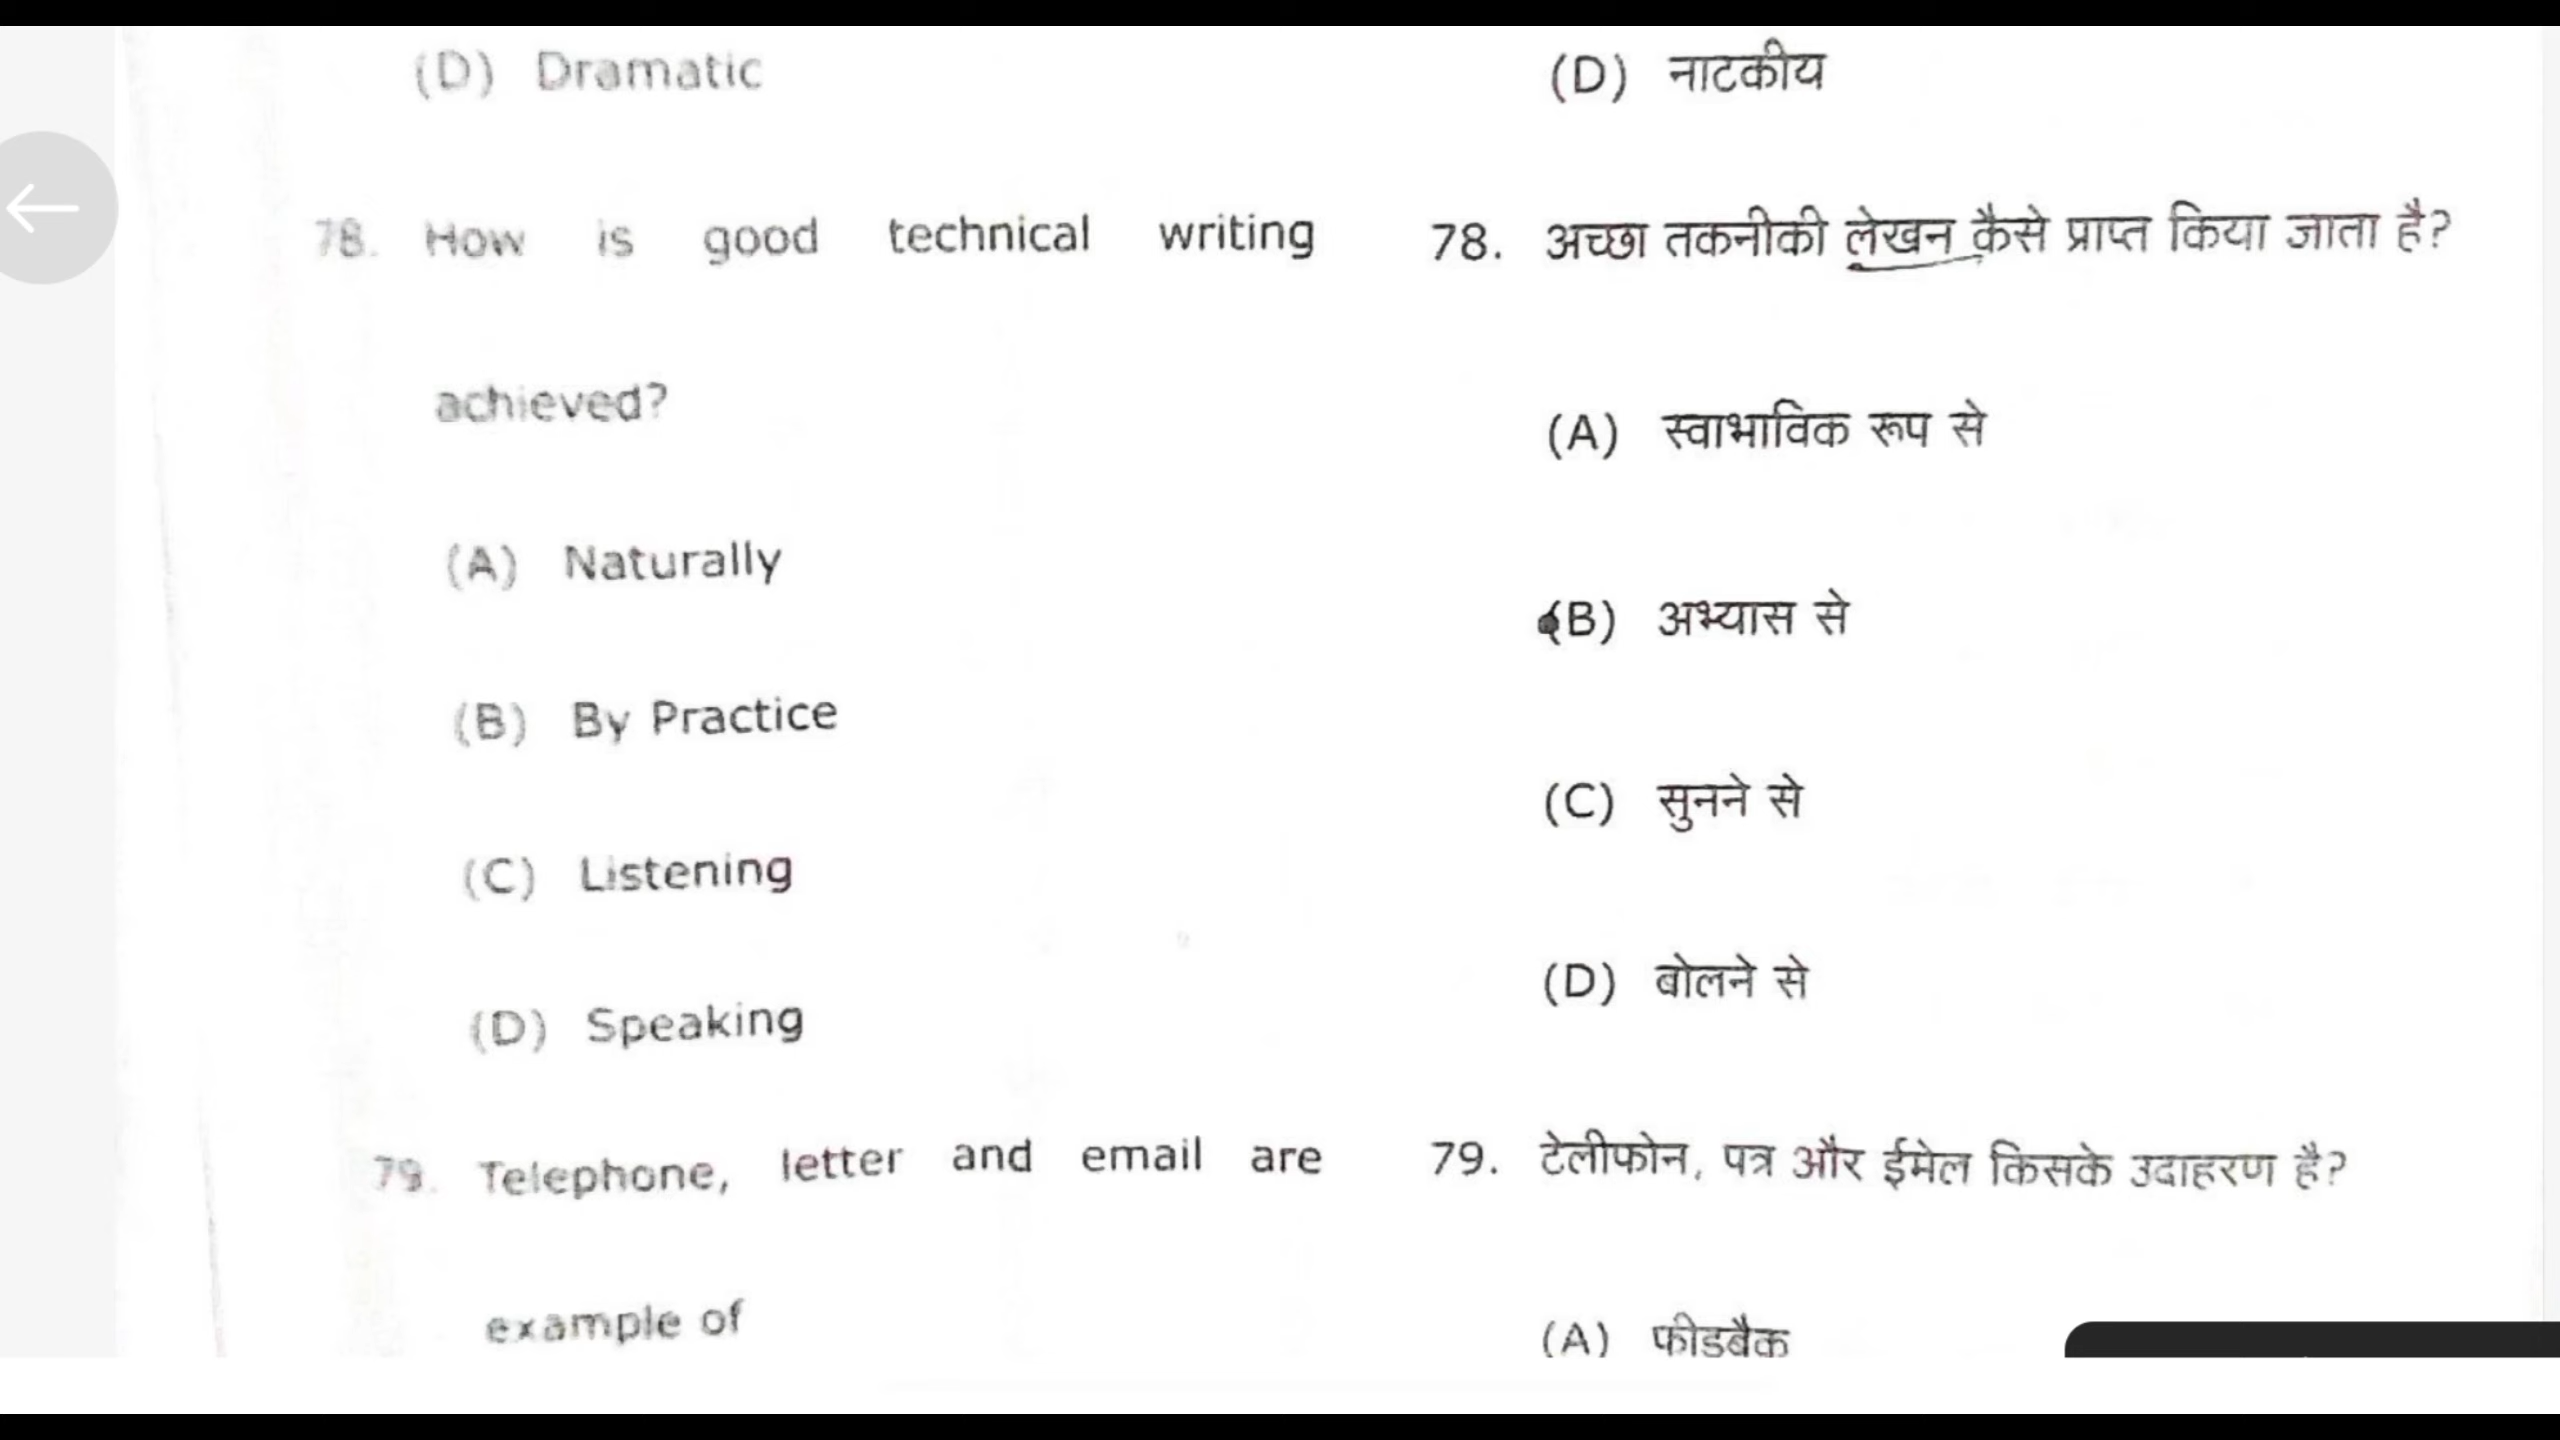 (D) Dramatic
78. How is good technical writing
achieved?
(A) Naturally
(B) By Practice
(C) Listening
(D) Speaking
79. Telephone, letter and email are
example of
(D) नाटकीय
78. अच्छा तकनीकी लेखन कैसे प्राप्त किया जाता है?
(A) स्वाभाविक रूप से
(B) अभ्यास से
(C) सुनने से
(D) बोलने से
79. टेलीफोन, पत्र और ईमेल किसके उदाहरण है?
(A) फीडबैक